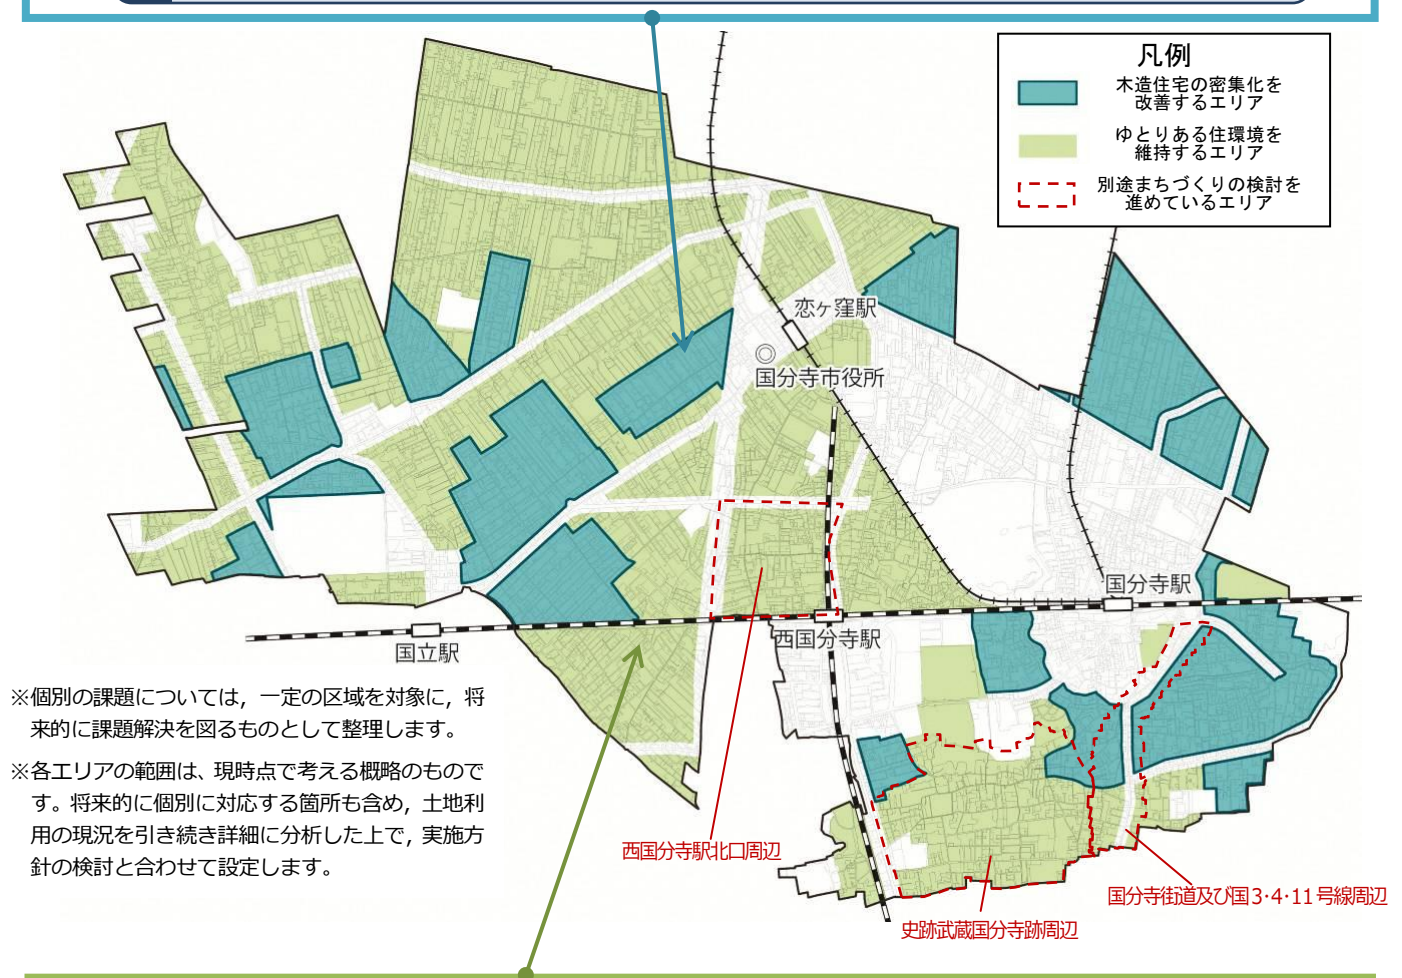 凡例
木造住宅の密集化を
改善するエリア
ゆとりある住環境を
維持するエリア
別途まちづくりの検討を
進めているエリア
恋ヶ窪駅
国分寺市役所
国分寺駅
西国分寺駅
国立駅
※個別の課題については，一定の区域を対象に，将
来的に課題解決を図るものとして整理します。
※各エリアの範囲は、現時点で考える概略のもので
す。将来的に個別に対応する箇所も含め，土地利
用の現況を引き続き詳細に分析した上で，実施方
針の検討と合わせて設定します。
西国分寺駅北口周辺
国分寺街道及び国3・4・11号線周辺
史跡武蔵国分寺跡周辺